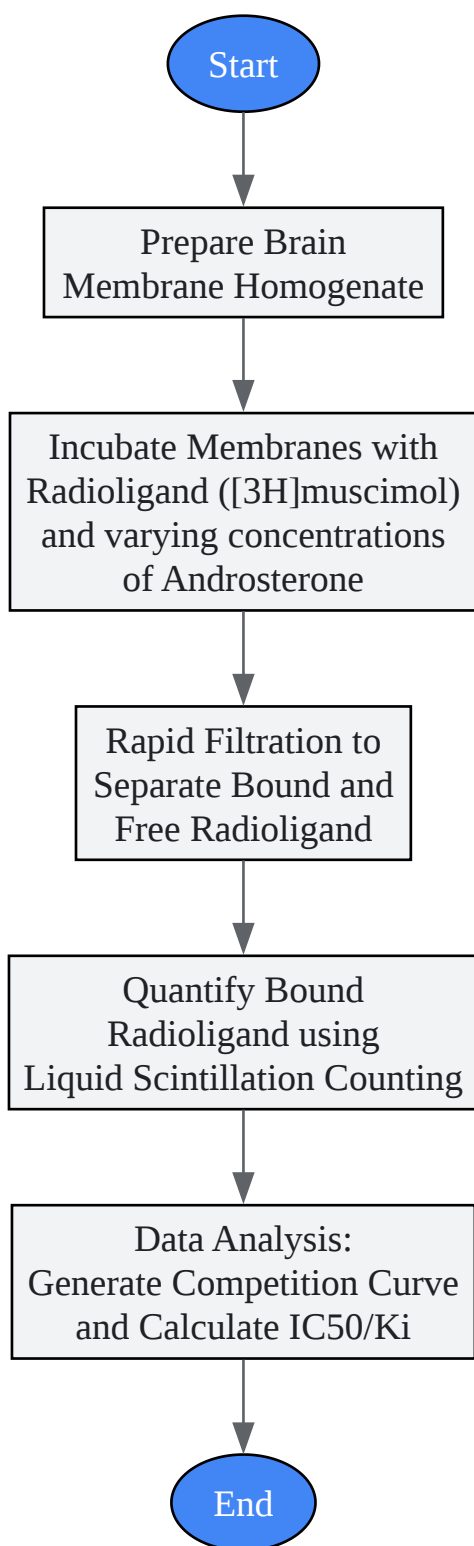 Start
Prepare Brain
Membrane Homogenate
Incubate Membranes with
Radioligand ([3H]muscimol)
and varying concentrations
of Androsterone
Rapid Filtration to
Separate Bound and
Free Radioligand
Quantify Bound
Radioligand using
Liquid Scintillation Counting
Data Analysis:
Generate Competition Curve
and Calculate IC50/Ki
End